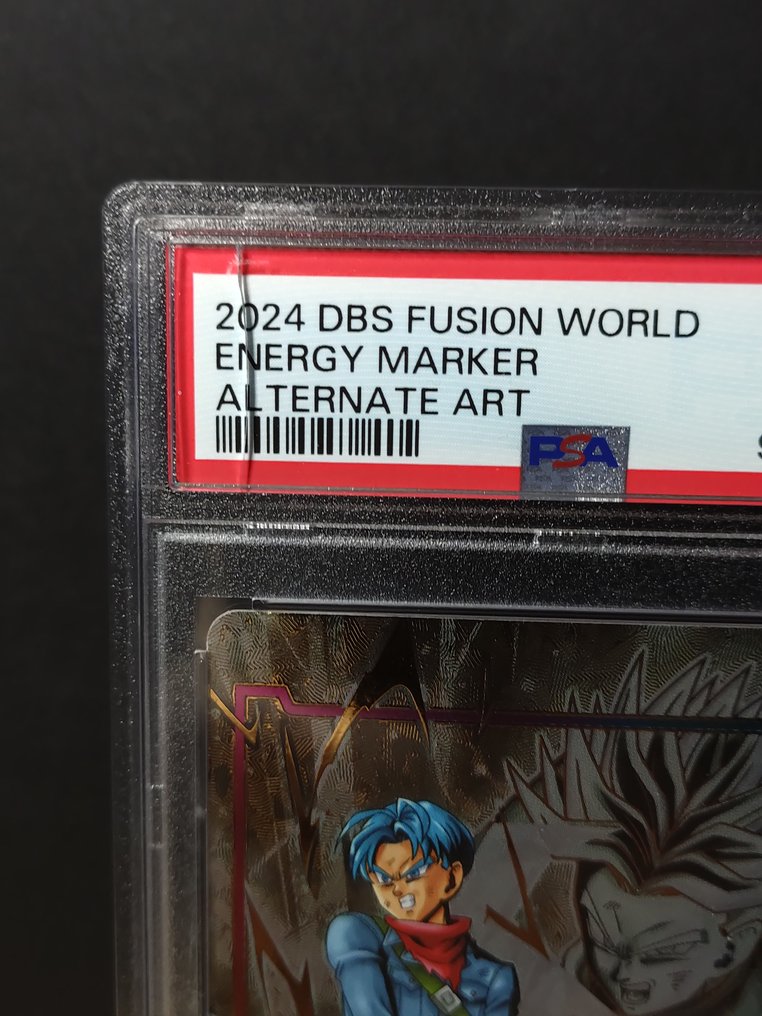 2024 DBS FUSION WORLD
ENERGY MARKER
ALTERNATE ART
PSA